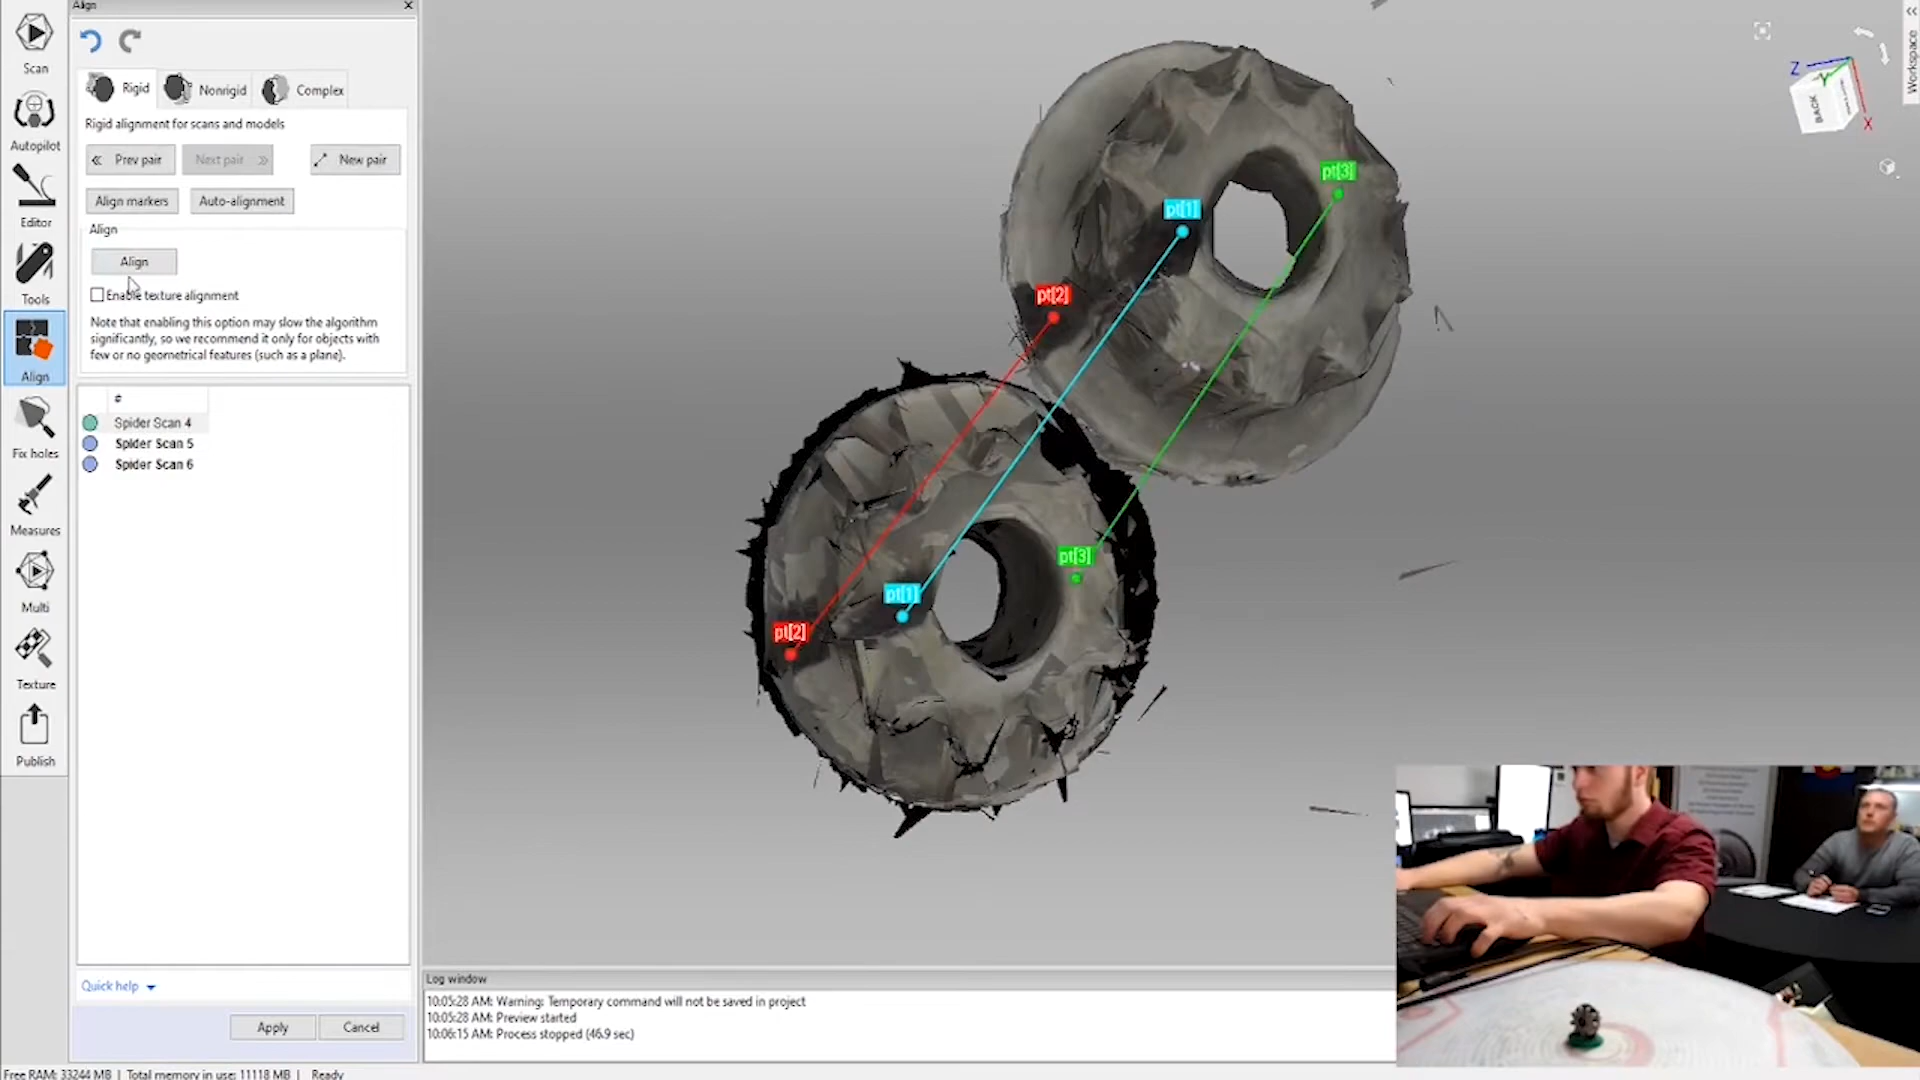 Align
Scan
Autopilot
Editor
Tools
Align
Fix holes
Measures
Multi
Texture
Publish
Rigid
Nonrigid
Complex
Rigid alignment for scans and models
« Prev pair
Next pair »
New pair
Align markers
Auto-alignment
Align
Align
Enable texture alignment
Note that enabling this option may slow the algorithm
significantly, so we recommend it only for objects with
few or no geometrical features (such as a plane).
#
Spider Scan 4
Spider Scan 5
Spider Scan 6
Quick help
Apply
Cancel
pt[1]
pt[3]
pt[2]
pt[3]
pt[1]
pt[2]
Z
Y
X
BACK
Workspace
Log window
10:05:28 AM: Warning: Temporary command will not be saved in project
10:05:28 AM: Preview started
10:06:15 AM: Process stopped (46.9 sec)
Free RAM: 33244 MB | Total memory in use: 11118 MB | Ready